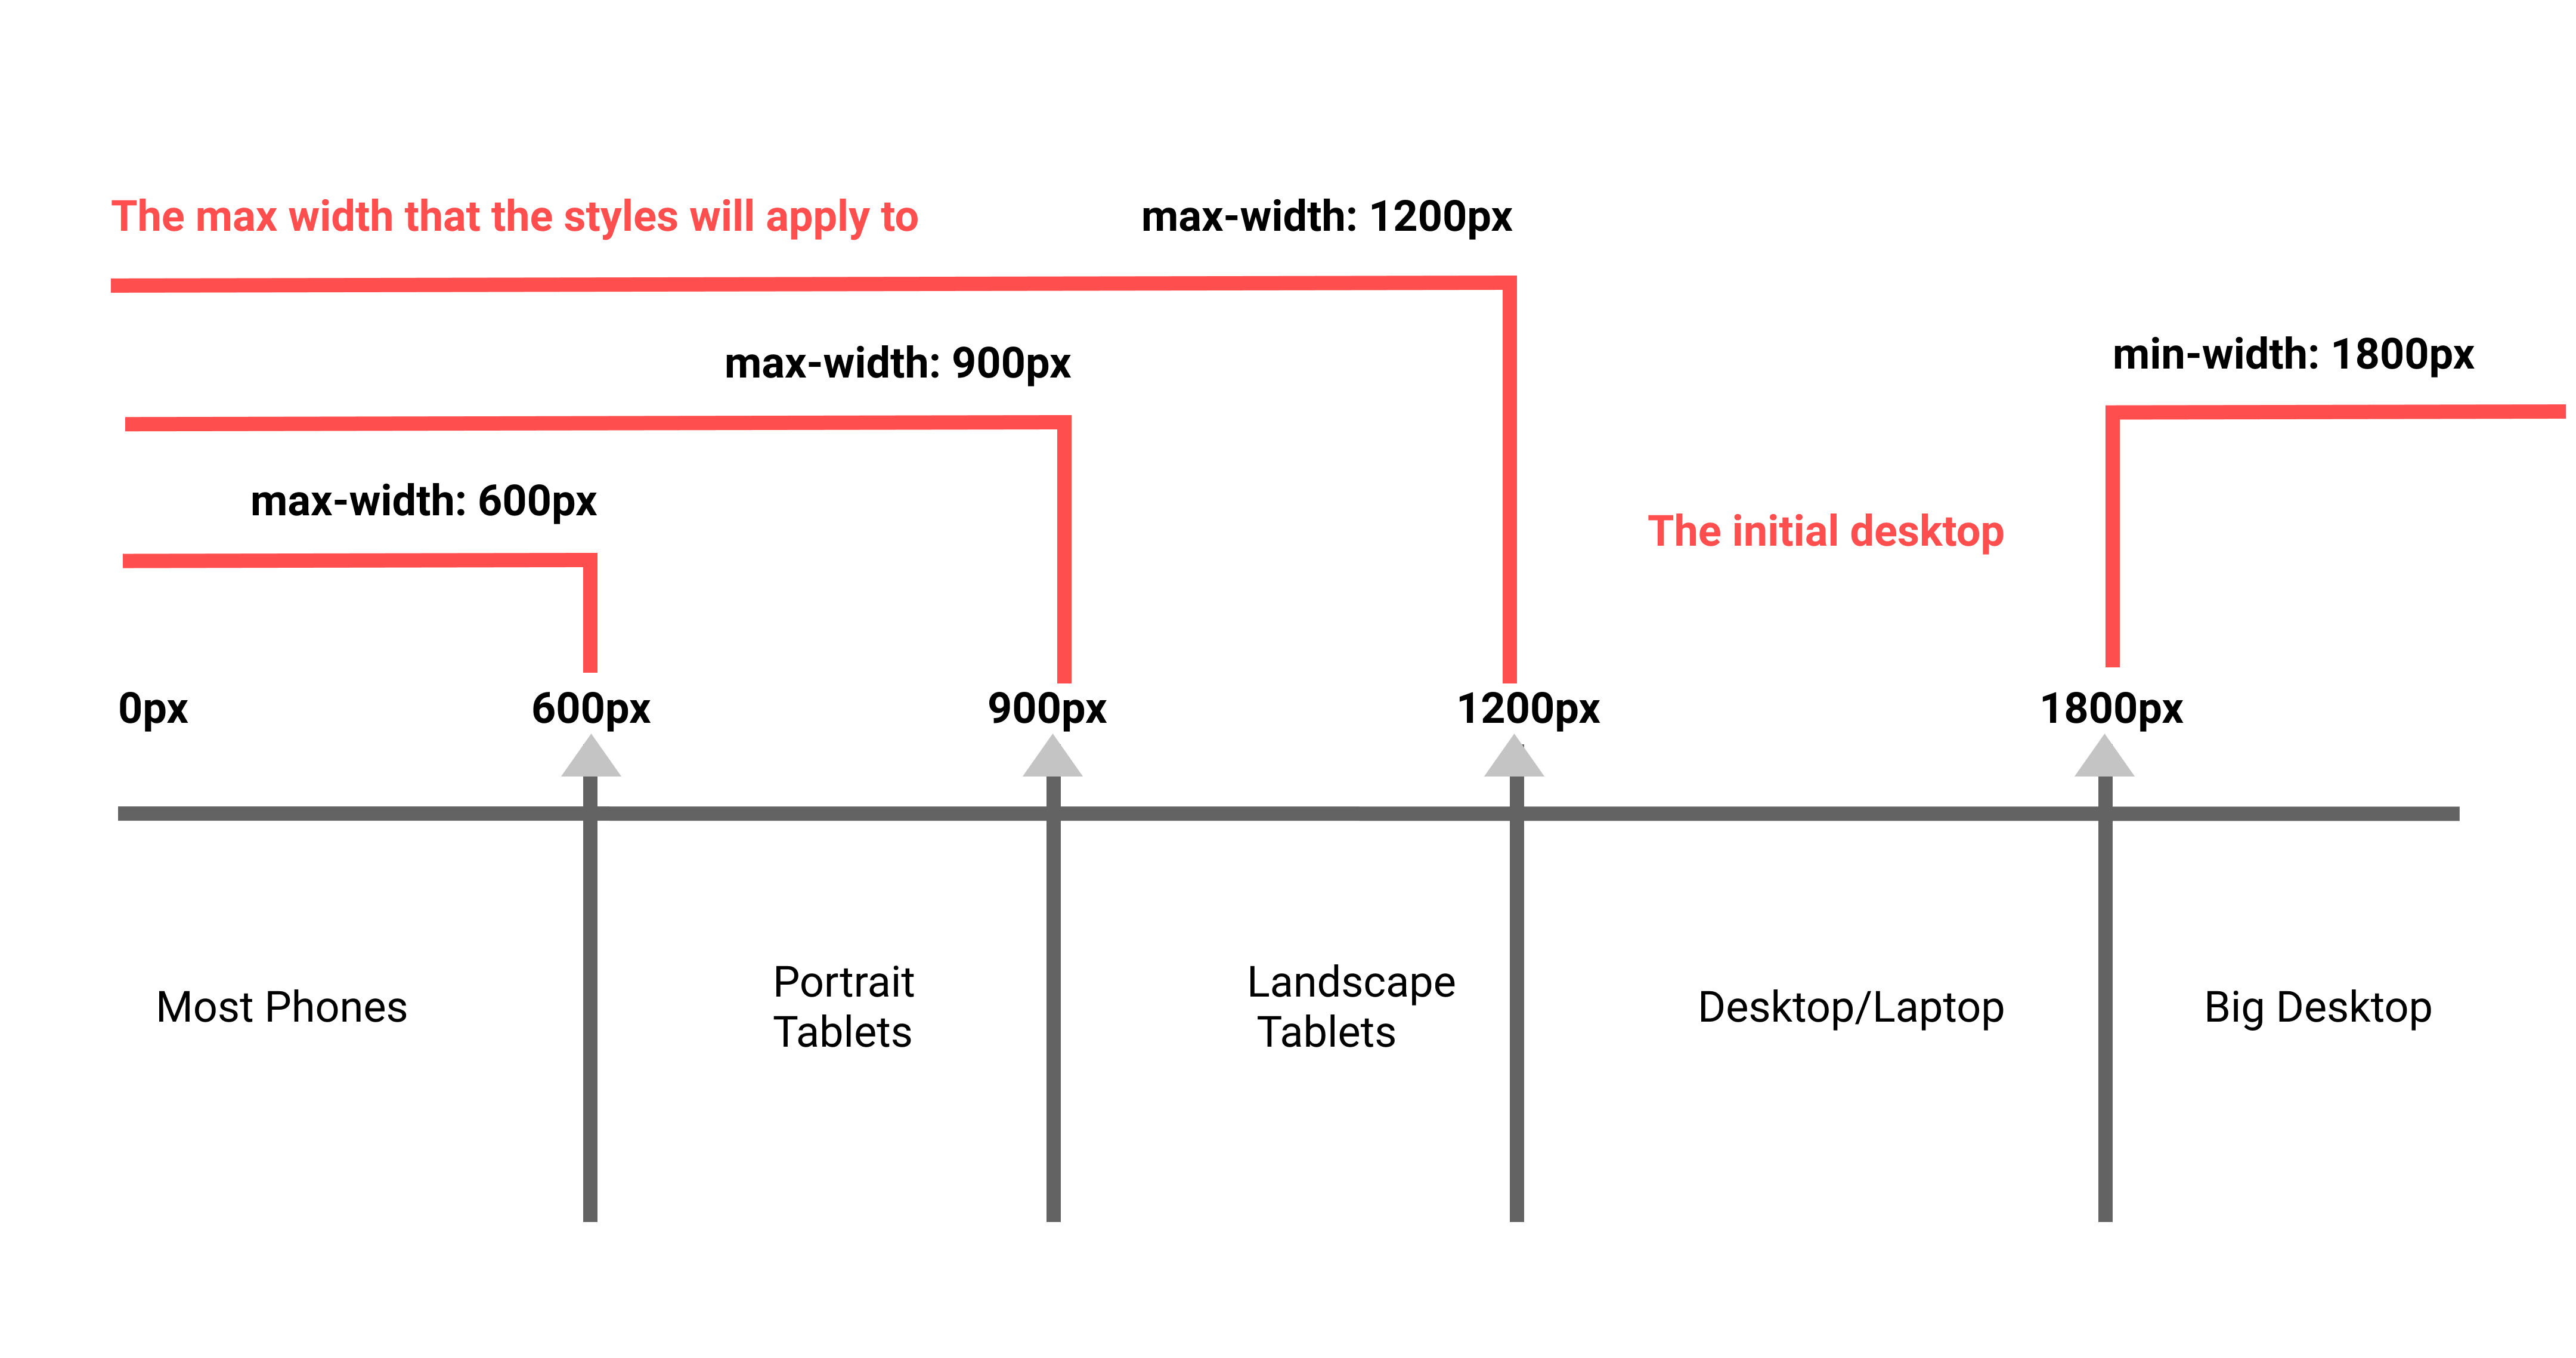 The max width that the styles will apply to
max-width: 1200px
max-width: 900px
min-width: 1800px
max-width: 600px
The initial desktop
0px
600px
900px
1200px
1800px
Most Phones
Portrait
Tablets
Landscape
Tablets
Desktop/Laptop
Big Desktop